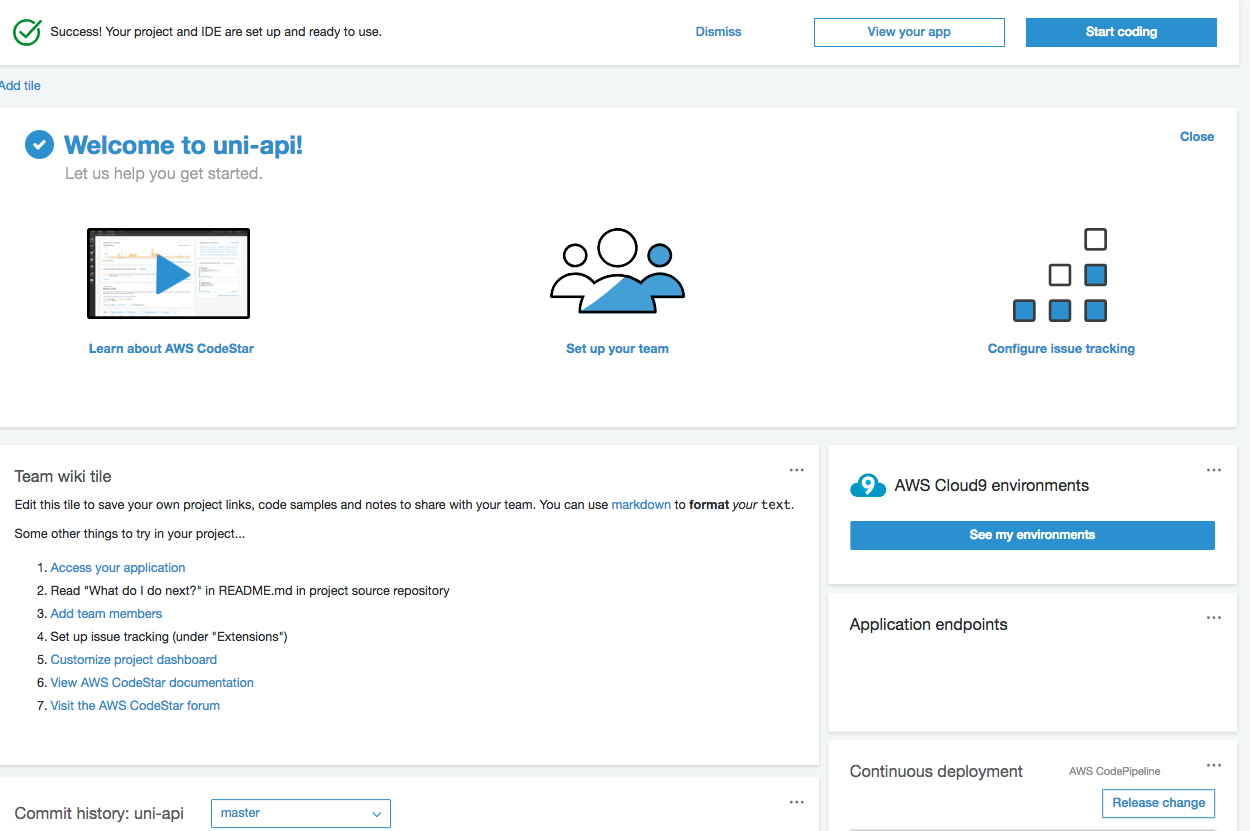 Success! Your project and IDE are set up and ready to use.
Dismiss
View your app
Start coding
Add tile
Welcome to uni-api!
Close
Let us help you get started.
Learn about AWS CodeStar
Set up your team
Configure issue tracking
Team wiki tile
Edit this tile to save your own project links, code samples and notes to share with your team. You can use markdown to format your text.
Some other things to try in your project...
1. Access your application
2. Read "What do I do next?" in README.md in project source repository
3. Add team members
4. Set up issue tracking (under "Extensions")
5. Customize project dashboard
6. View AWS CodeStar documentation
7. Visit the AWS CodeStar forum
9 AWS Cloud9 environments
See my environments
Application endpoints
Continuous deployment
AWS CodePipeline
Release change
Commit history: uni-api
master